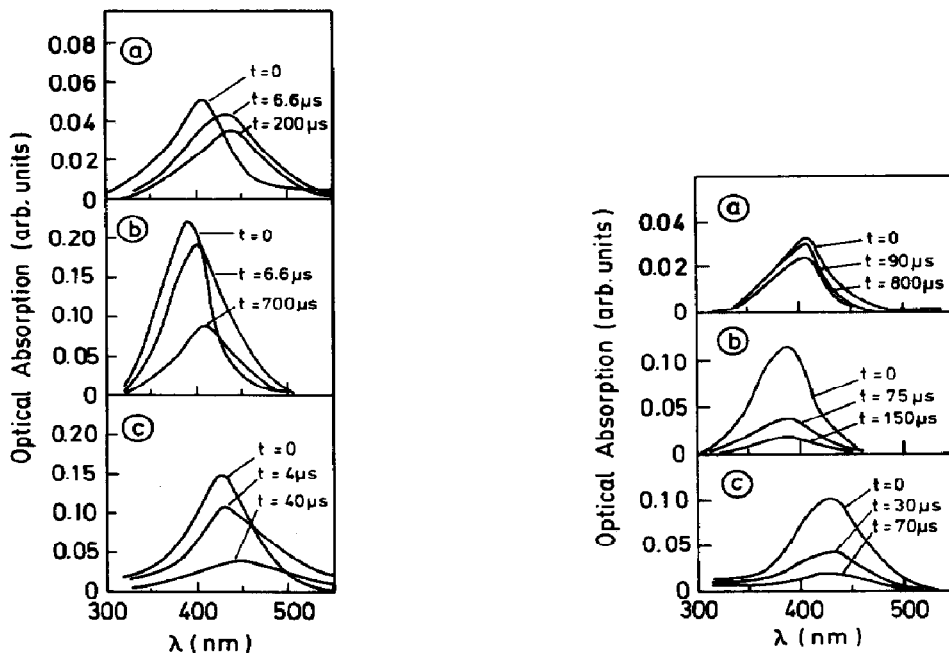 Optical Absorption (arb. units)
0.08
0.06
0.04
0.02
0
a
t=0
t=6.6μs
t=200μs
0.20
0.15
0.10
0.05
0
b
t=0
t=6.6μs
t=700μs
0.20
0.15
0.10
0.05
0
c
t=0
t=4μs
t=40μs
300 400 500
λ (nm)
Optical Absorption (arb. units)
0.04
0.02
0
a
t=0
t=90μs
t=800μs
0.10
0.05
0
b
t=0
t=75μs
t=150μs
0.10
0.05
0
c
t=0
t=30μs
t=70μs
300 400 500
λ (nm)